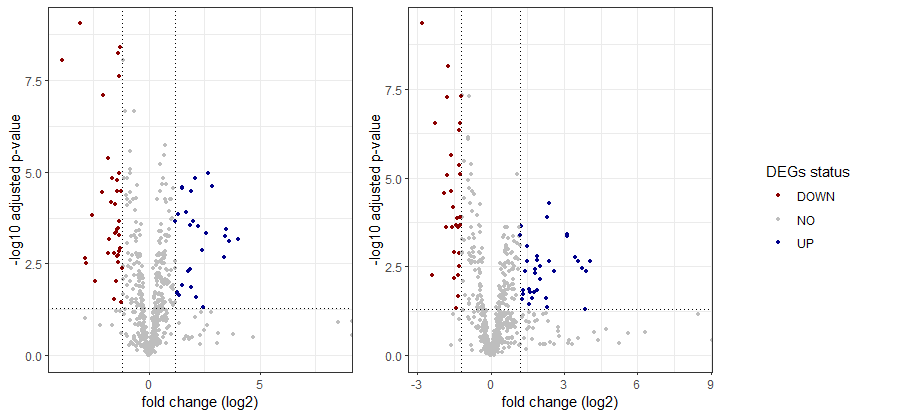 -log10 adjusted p-value
7.5
5.0
2.5
0.0
0
5
fold change (log2)
-log10 adjusted p-value
7.5
5.0
2.5
0.0
-3
0
3
6
9
fold change (log2)
DEGs status
DOWN
NO
UP